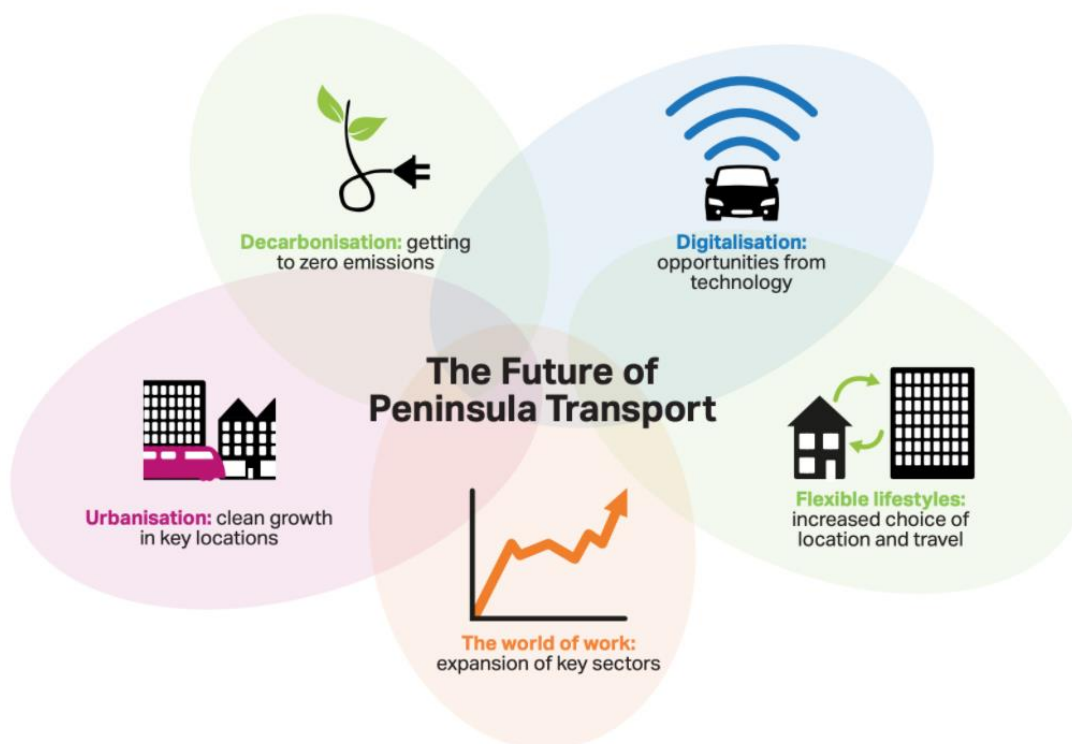 Decarbonisation: getting
to zero emissions
Digitalisation:
opportunities from
technology
The Future of
Peninsula Transport
Urbanisation: clean growth
in key locations
Flexible lifestyles:
increased choice of
location and travel
The world of work:
expansion of key sectors